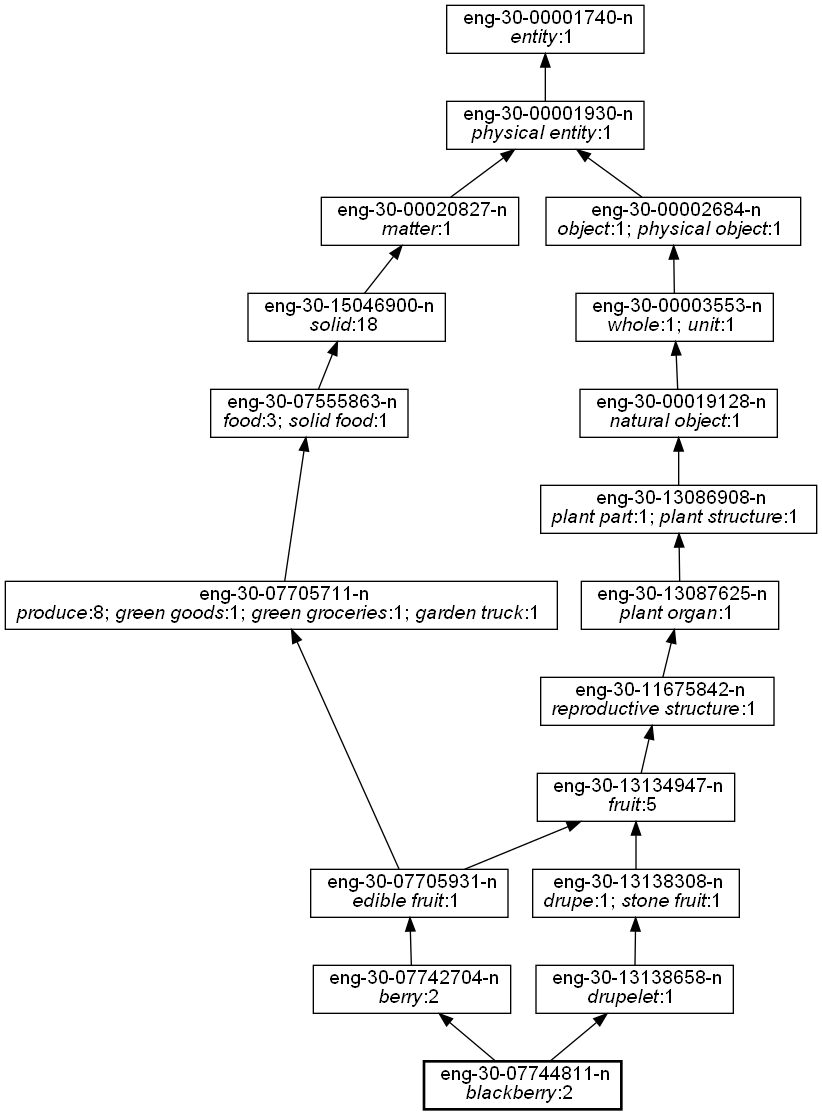 eng-30-00001740-n
entity:1
eng-30-00001930-n
physical entity:1
eng-30-00020827-n
matter:1
eng-30-00002684-n
object:1; physical object:1
eng-30-15046900-n
solid:18
eng-30-00003553-n
whole:1; unit:1
eng-30-07555863-n
food:3; solid food:1
eng-30-00019128-n
natural object:1
eng-30-13086908-n
plant part:1; plant structure:1
eng-30-07705711-n
produce:8; green goods:1; green groceries:1; garden truck:1
eng-30-13087625-n
plant organ:1
eng-30-11675842-n
reproductive structure:1
eng-30-13134947-n
fruit:5
eng-30-07705931-n
edible fruit:1
eng-30-13138308-n
drupe:1; stone fruit:1
eng-30-07742704-n
berry:2
eng-30-13138658-n
drupelet:1
eng-30-07744811-n
blackberry:2